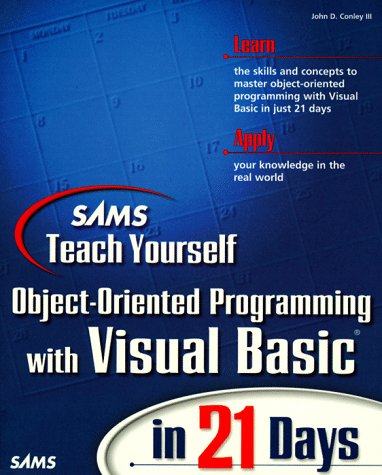 John D. Conley III
Learn
the skills and concepts to
master object-oriented
programming with Visual
Basic in just 21 days
Apply
your knowledge in the
real world
SAMS
Teach Yourself
Object-Oriented Programming
with Visual Basic®
in 21 Days
SAMS